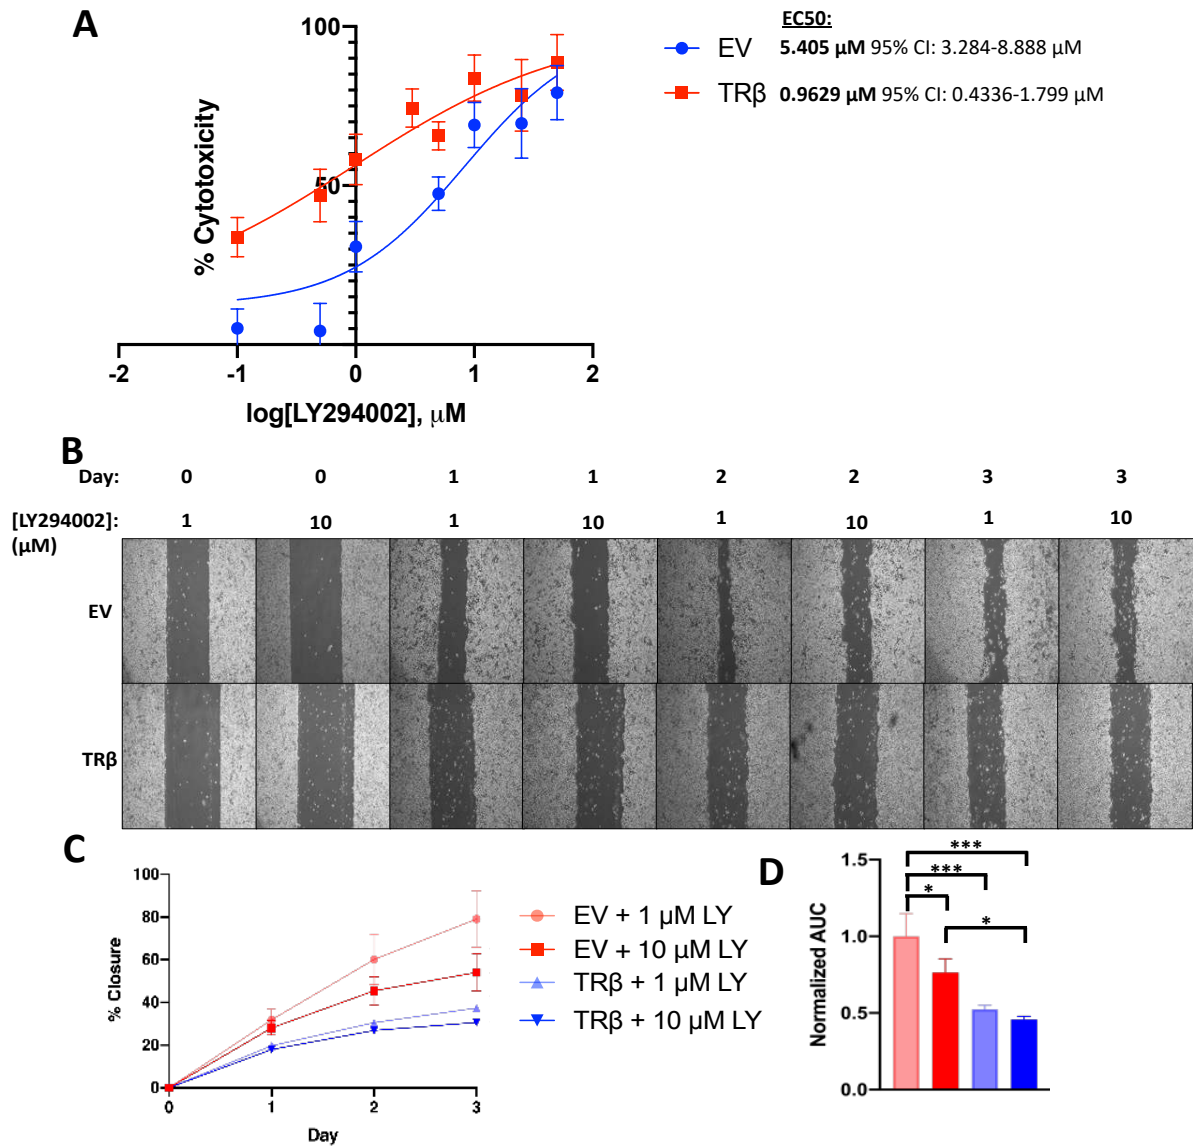 A
100
50
% Cytotoxicity
-2 -1 0 1 2
log[LY294002], μM
EC50:
EV 5.405 μM 95% CI: 3.284-8.888 μM
TRβ 0.9629 μM 95% CI: 0.4336-1.799 μM
B
Day: 0 0 1 1 2 2 3 3
[LY294002]: 1 10 1 10 1 10 1 10
(μM)
EV
TRβ
C
100
80
60
40
20
0
% Closure
0 1 2 3
Day
EV + 1 μM LY
EV + 10 μM LY
TRβ + 1 μM LY
TRβ + 10 μM LY
D
1.5
1.0
0.5
0.0
Normalized AUC
***
***
*
*